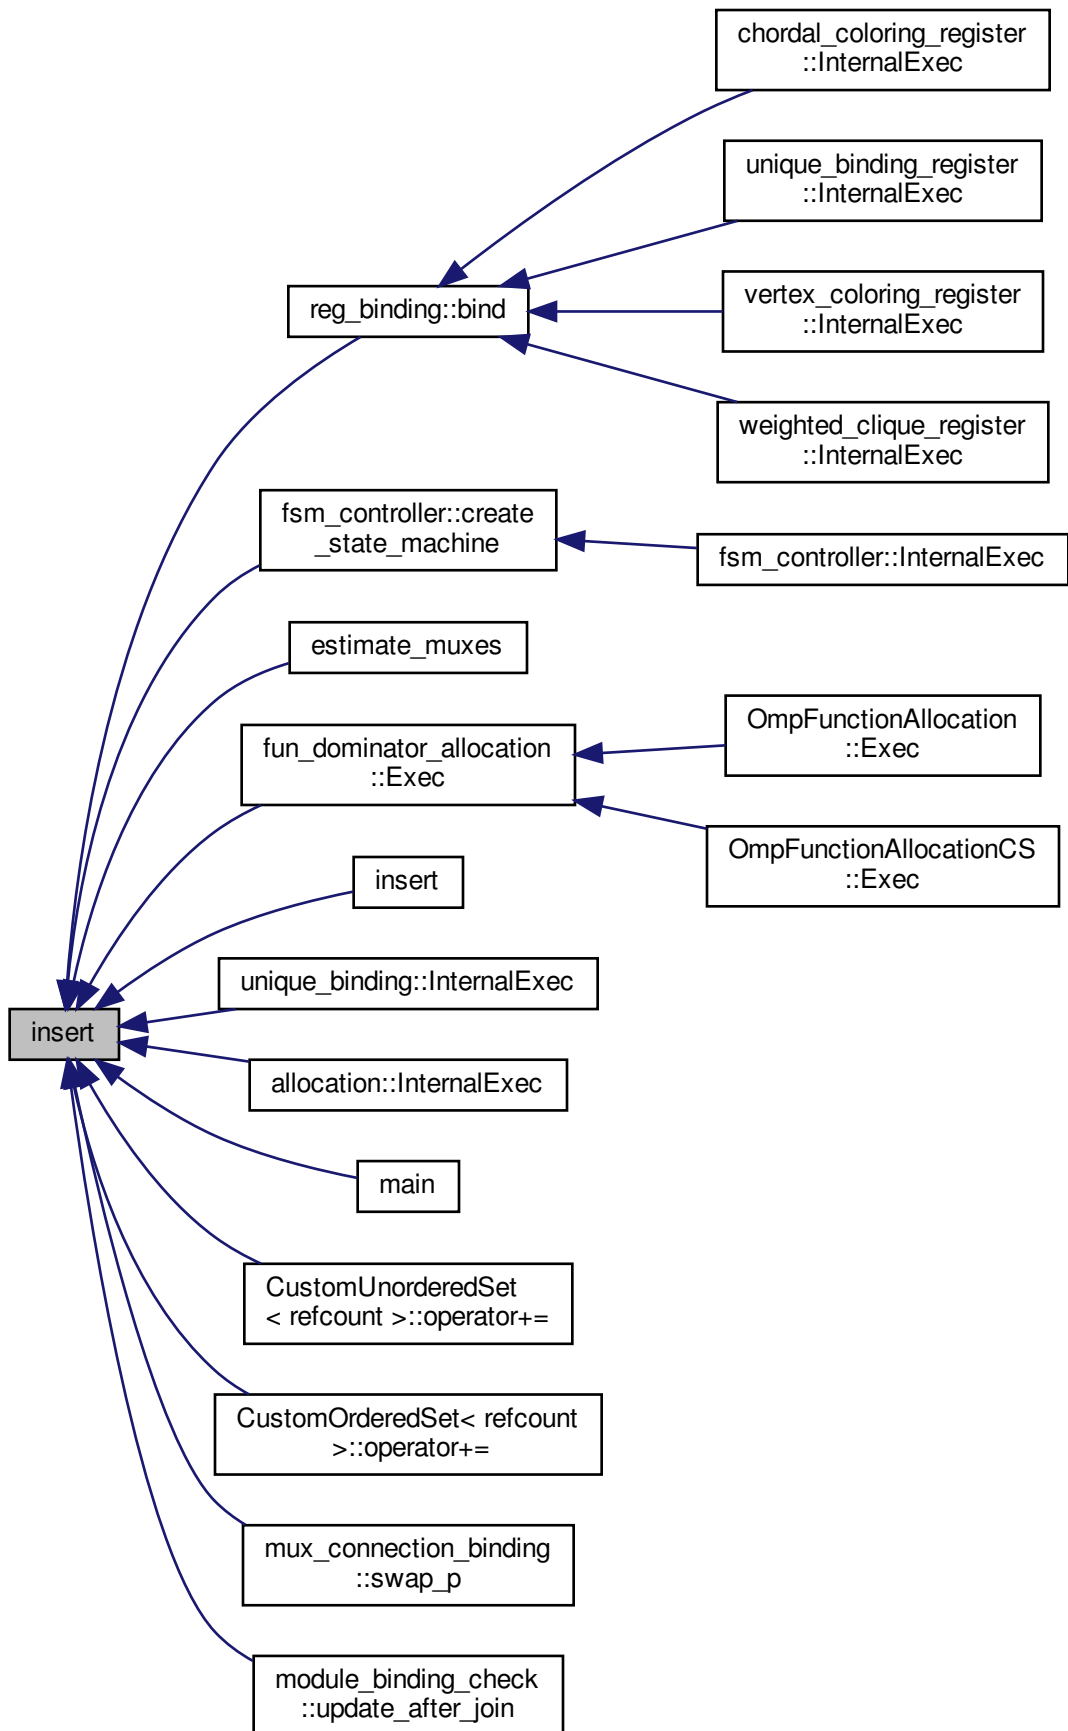 chordal_coloring_register
::InternalExec
unique_binding_register
::InternalExec
vertex_coloring_register
::InternalExec
reg_binding::bind
weighted_clique_register
::InternalExec
fsm_controller::create
_state_machine
fsm_controller::InternalExec
estimate_muxes
fun_dominator_allocation
::Exec
OmpFunctionAllocation
::Exec
OmpFunctionAllocationCS
::Exec
insert
unique_binding::InternalExec
insert
allocation::InternalExec
main
CustomUnorderedSet
< refcount >::operator+=
CustomOrderedSet< refcount
>::operator+=
mux_connection_binding
::swap_p
module_binding_check
::update_after_join